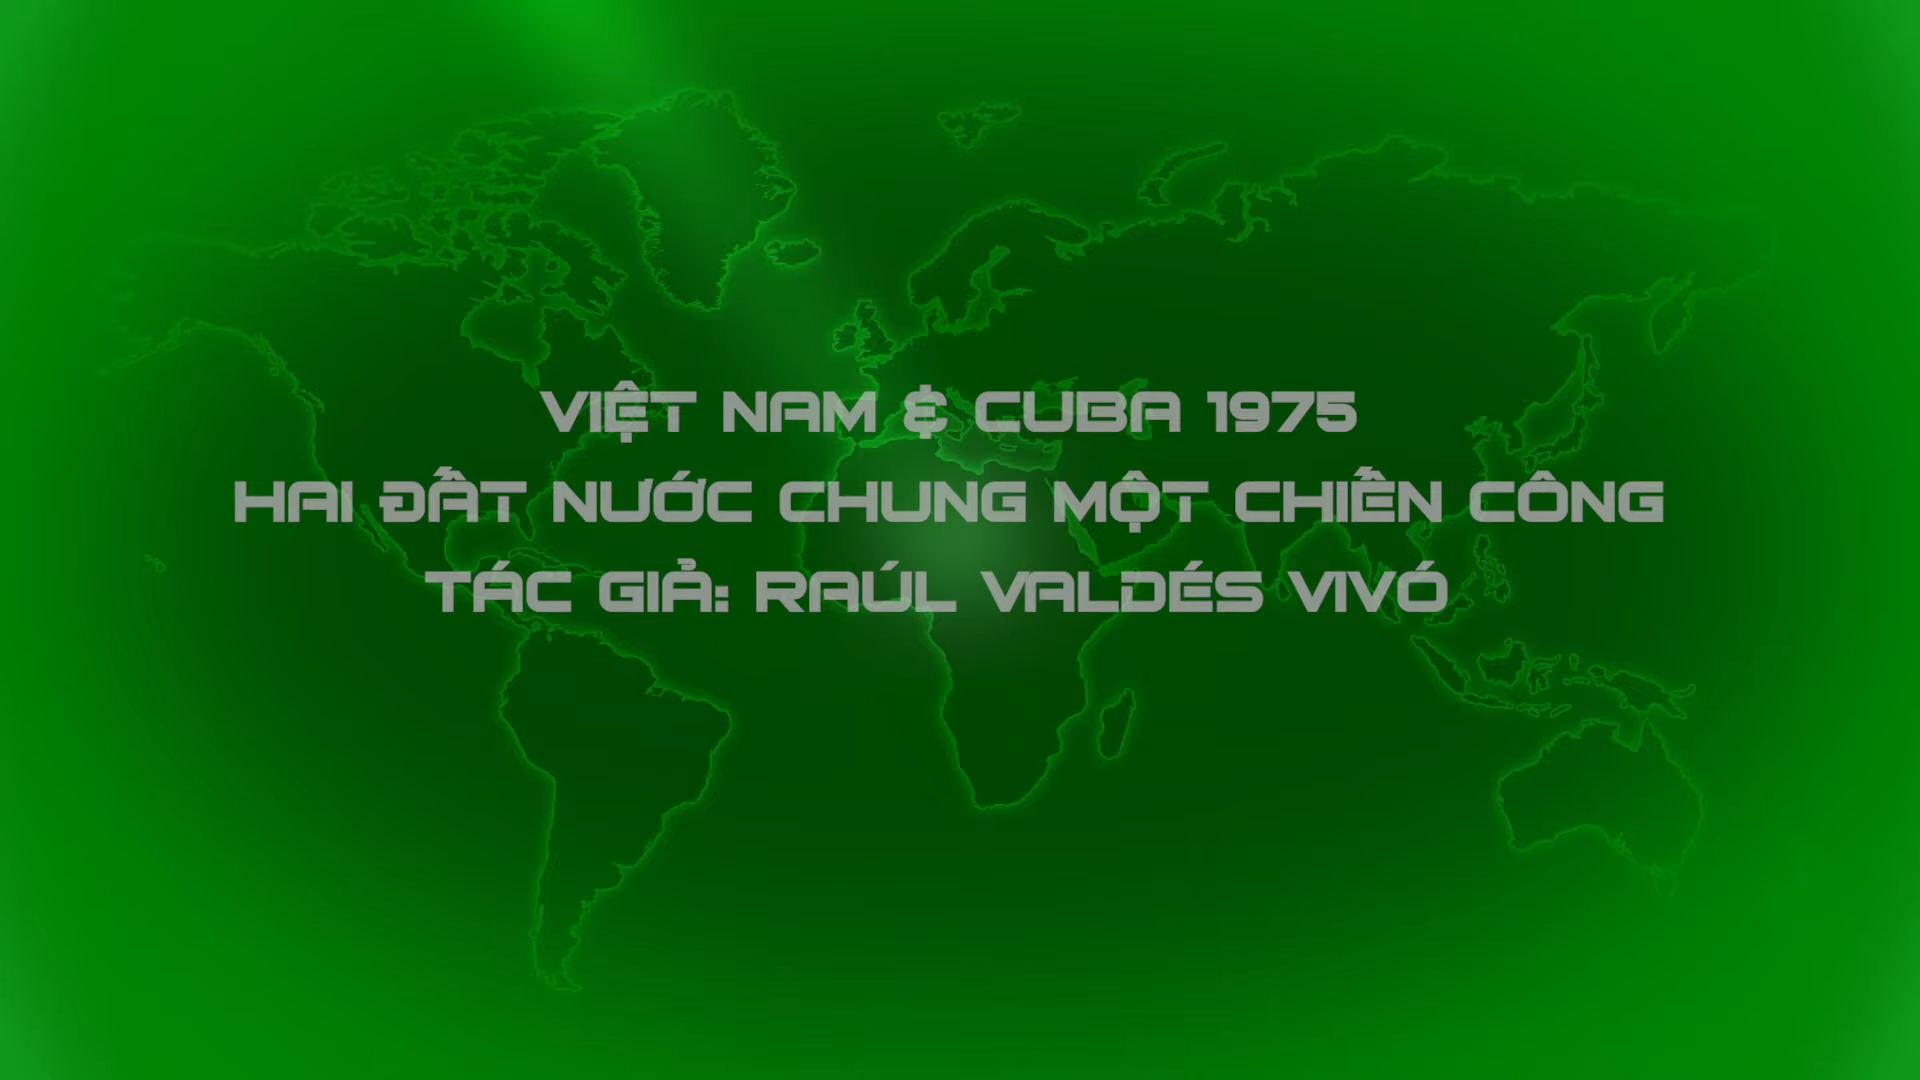 VIỆT NAM & CUBA 1975
HAI ĐẤT NƯỚC CHUNG MỘT CHIẾN CÔNG
TÁC GIẢ: RAÚL VALDÉS VIVÓ